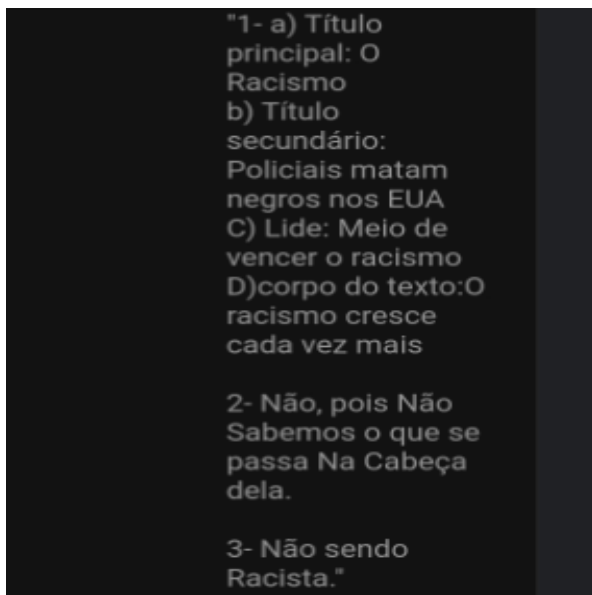 "1- a) Título
principal: O
Racismo
b) Título
secundário:
Policiais matam
negros nos EUA
C) Lide: Meio de
vencer o racismo
D)corpo do texto:O
racismo cresce
cada vez mais
2- Não, pois Não
Sabemos o que se
passa Na Cabeça
dela.
3- Não sendo
Racista."